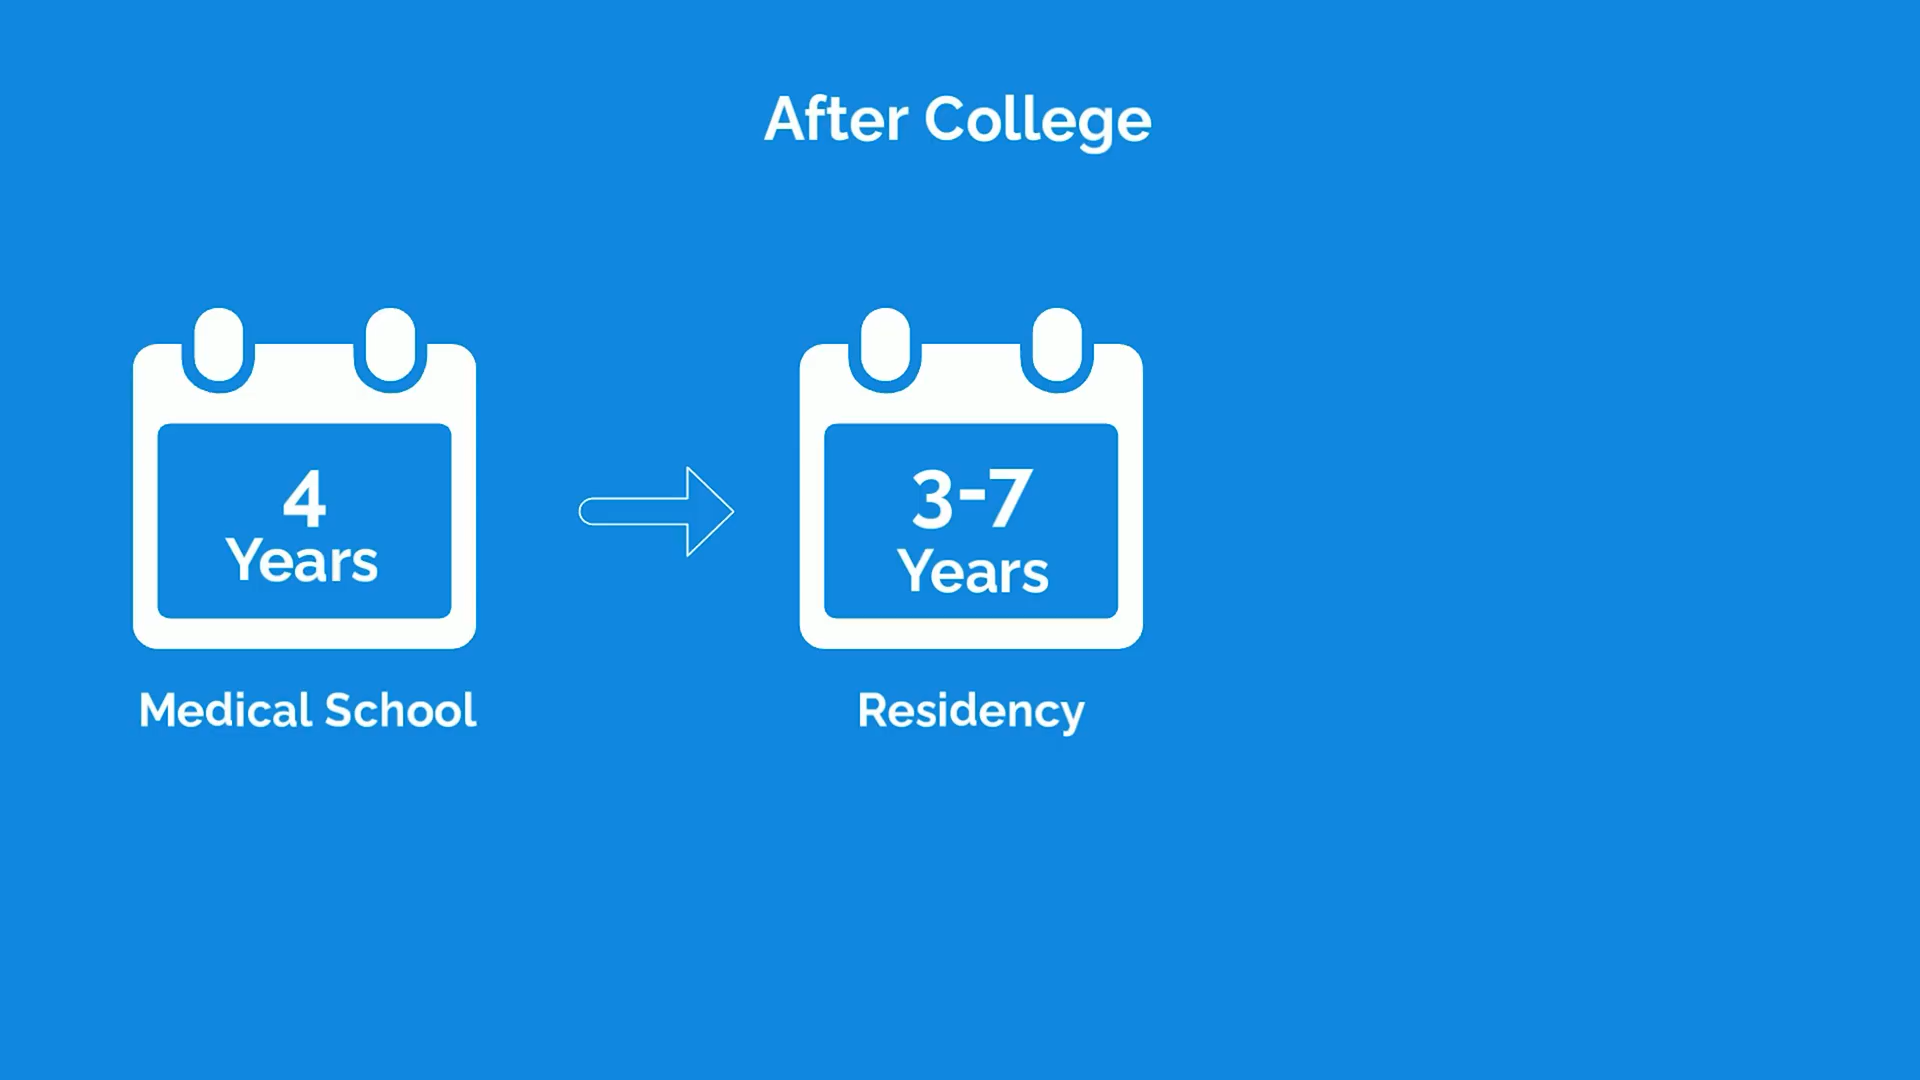 After College
4
Years
Medical School
3-7
Years
Residency